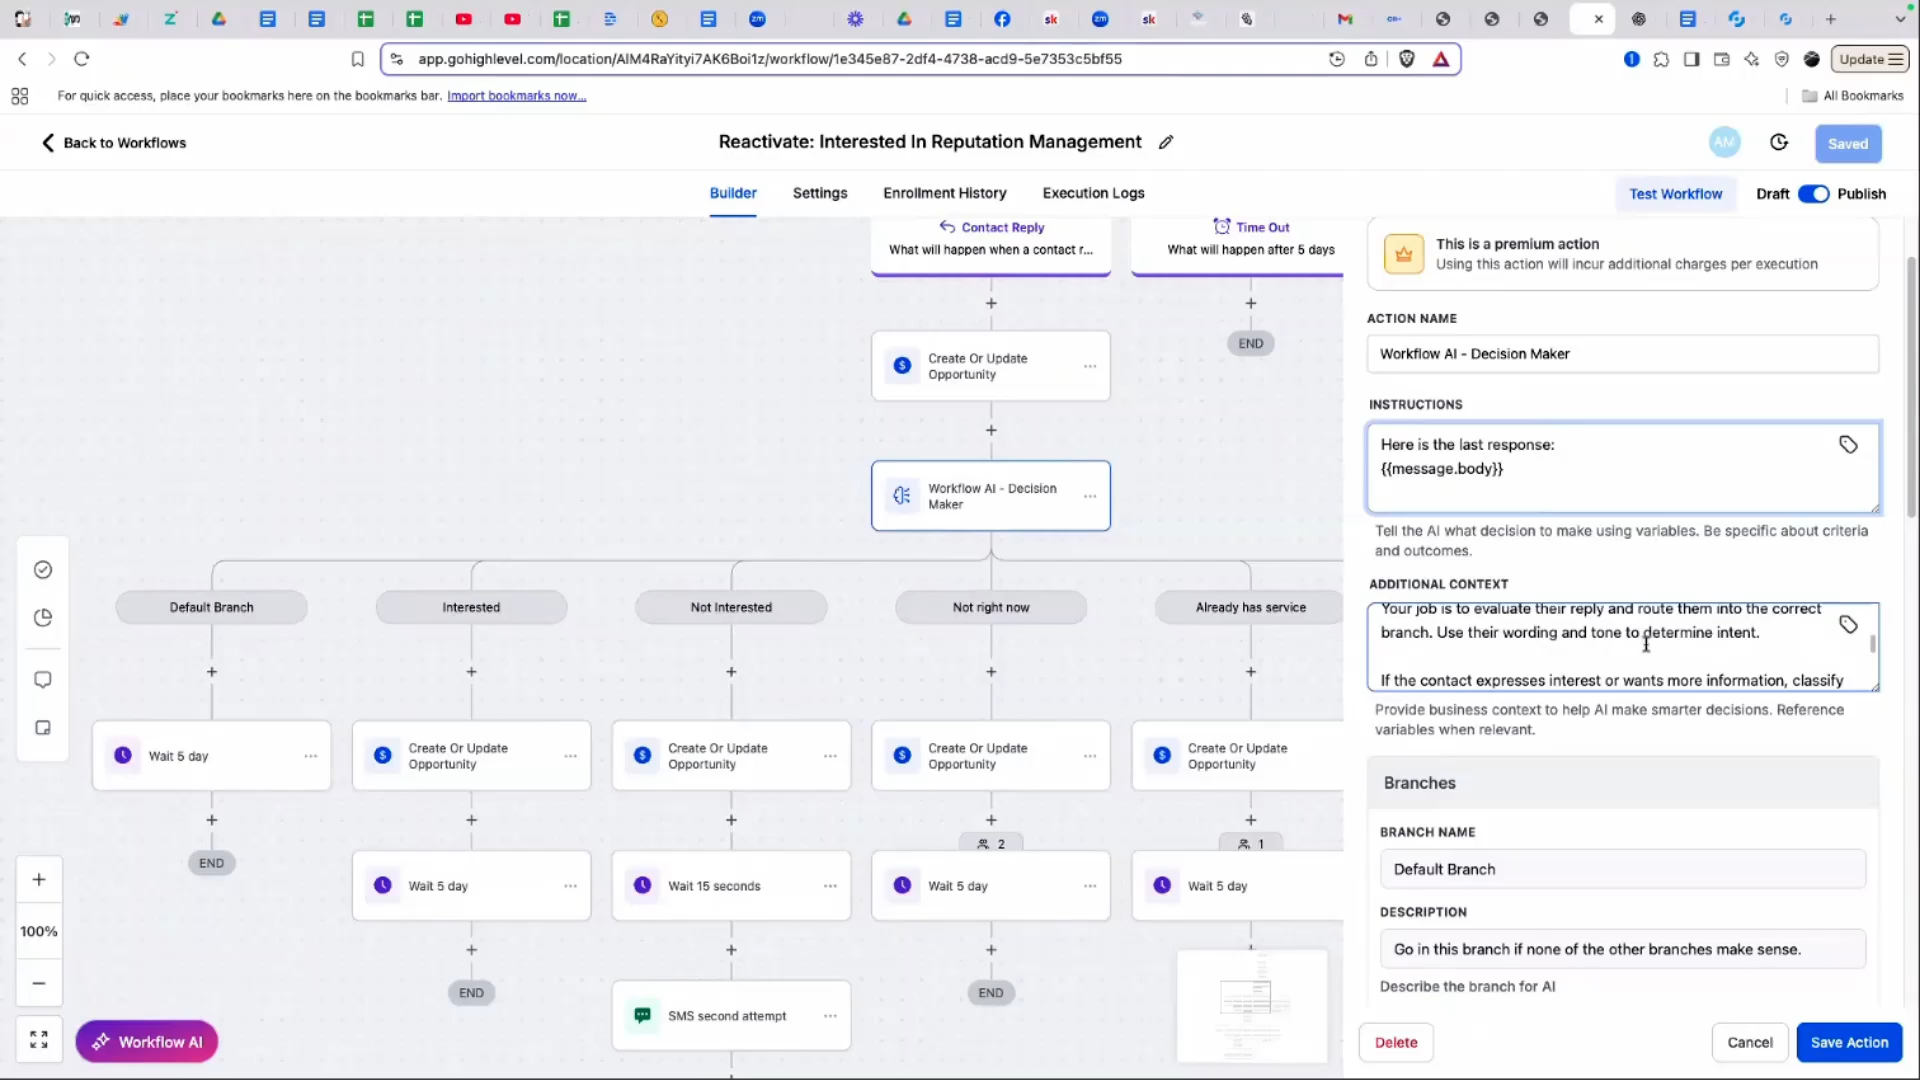 app.gohighlevel.com/location/AlM4RaYityi7AK6Boi1z/workflow/1e345e87-2df4-4738-acd9-5e7353c5bf55
Update
For quick access, place your bookmarks here on the bookmarks bar. Import bookmarks now...
All Bookmarks
Back to Workflows
Reactivate: Interested In Reputation Management
AM
Saved
Builder
Settings
Enrollment History
Execution Logs
Test Workflow
Draft
Publish
Contact Reply
What will happen when a contact r...
Time Out
What will happen after 5 days
END
Create Or Update
Opportunity
Workflow AI - Decision
Maker
Default Branch
Interested
Not Interested
Not right now
Already has service
Wait 5 day
Create Or Update
Opportunity
Create Or Update
Opportunity
Create Or Update
Opportunity
Create Or Update
Opportunity
2
1
END
Wait 5 day
Wait 15 seconds
Wait 5 day
Wait 5 day
END
END
SMS second attempt
100%
Workflow AI
This is a premium action
Using this action will incur additional charges per execution
ACTION NAME
Workflow AI - Decision Maker
INSTRUCTIONS
Here is the last response:
{{message.body}}
Tell the AI what decision to make using variables. Be specific about criteria
and outcomes.
ADDITIONAL CONTEXT
Your job is to evaluate their reply and route them into the correct
branch. Use their wording and tone to determine intent.
If the contact expresses interest or wants more information, classify
Provide business context to help AI make smarter decisions. Reference
variables when relevant.
Branches
BRANCH NAME
Default Branch
DESCRIPTION
Go in this branch if none of the other branches make sense.
Describe the branch for AI
Delete
Cancel
Save Action